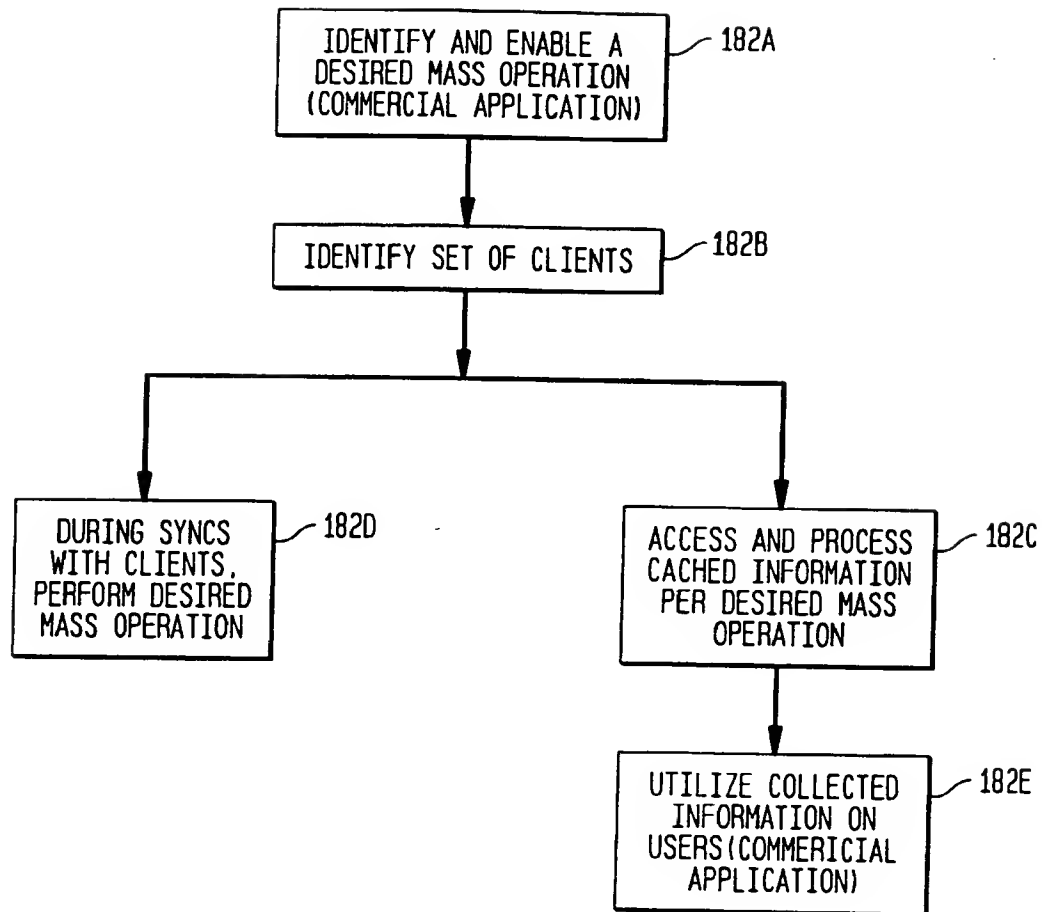 IDENTIFY AND ENABLE A
DESIRED MASS OPERATION
(COMMERCIAL APPLICATION)
182A
IDENTIFY SET OF CLIENTS
182B
DURING SYNCS
WITH CLIENTS,
PERFORM DESIRED
MASS OPERATION
182D
ACCESS AND PROCESS
CACHED INFORMATION
PER DESIRED MASS
OPERATION
182C
UTILIZE COLLECTED
INFORMATION ON
USERS(COMMERICIAL
APPLICATION)
182E